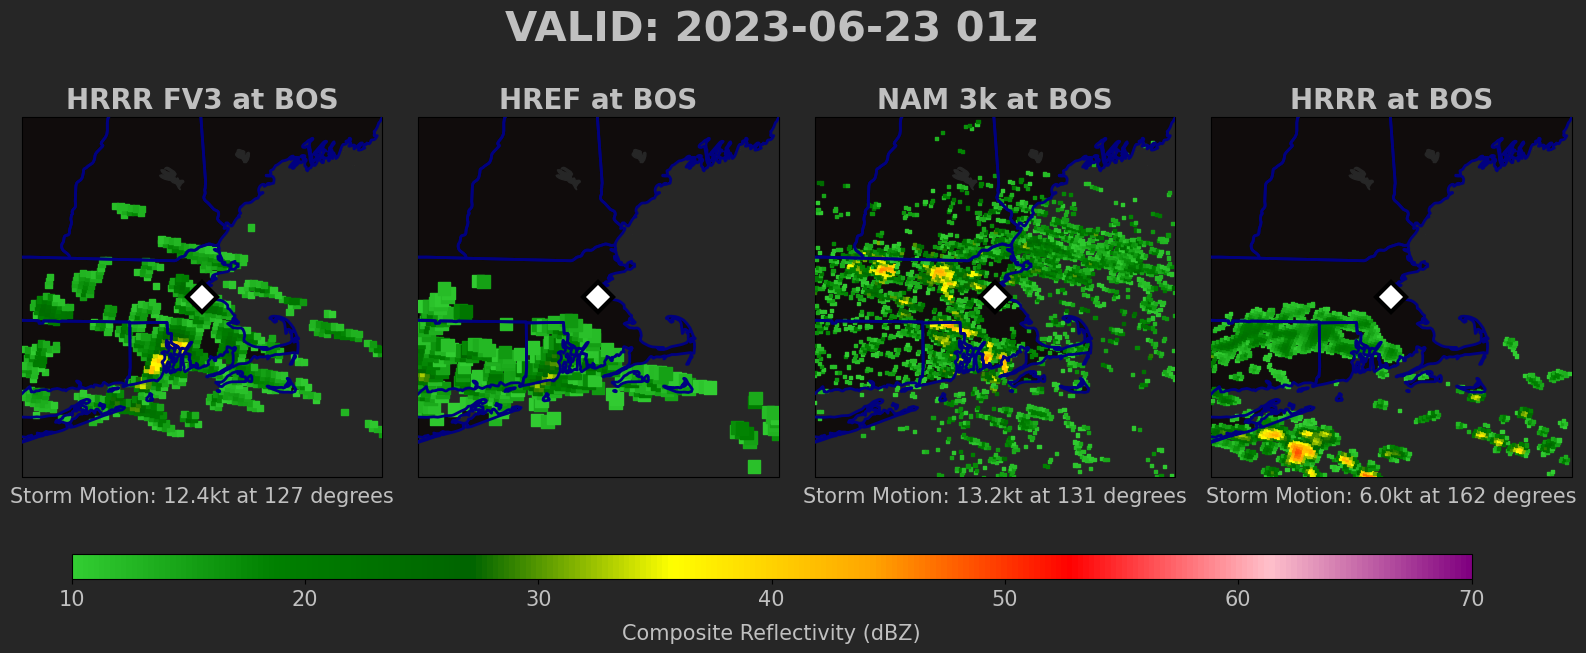 VALID: 2023-06-23 01z
HRRR FV3 at BOS
HREF at BOS
NAM 3k at BOS
HRRR at BOS
Storm Motion: 12.4kt at 127 degrees
Storm Motion: 13.2kt at 131 degrees
Storm Motion: 6.0kt at 162 degrees
10 20 30 40 50 60 70
Composite Reflectivity (dBZ)